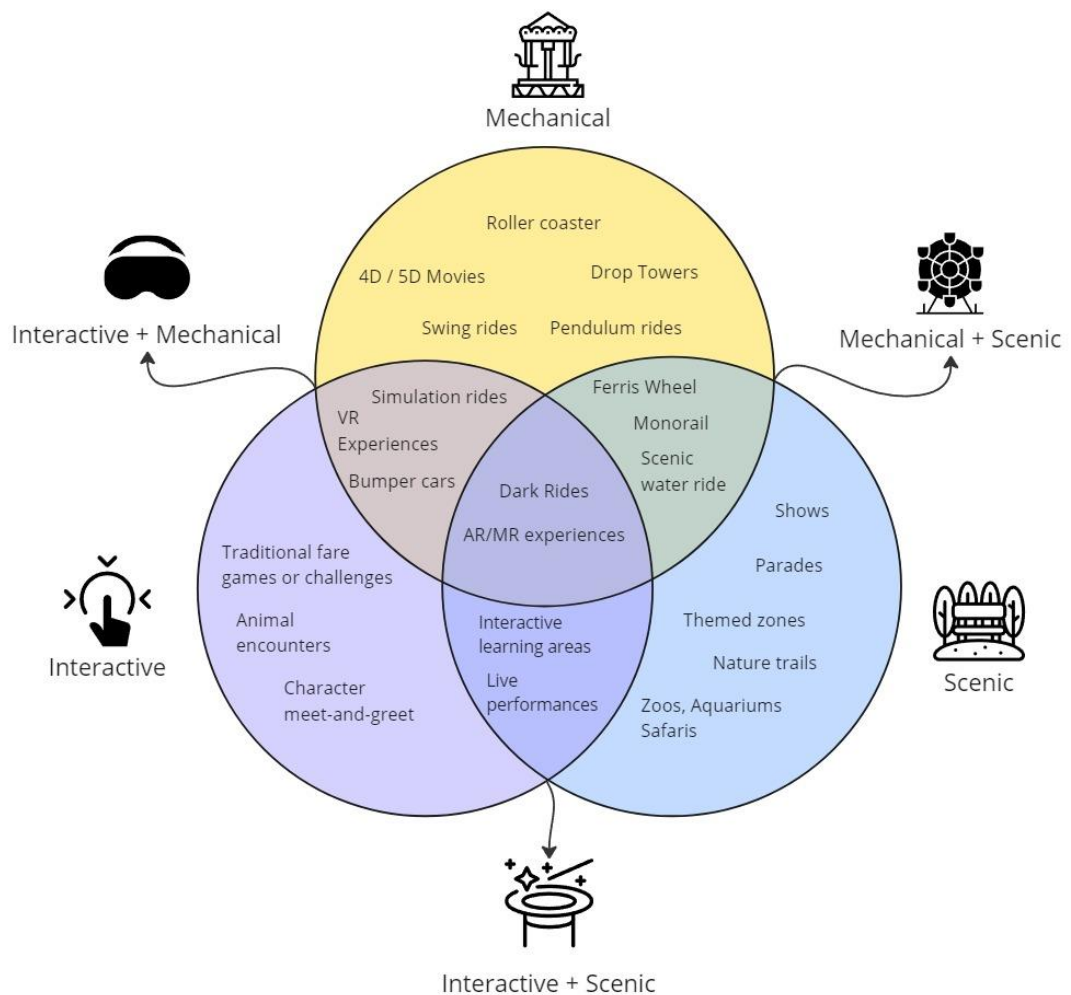 Mechanical
Roller coaster
4D / 5D Movies
Drop Towers
Swing rides
Pendulum rides
Interactive + Mechanical
Mechanical + Scenic
Simulation rides
VR
Experiences
Bumper cars
Ferris Wheel
Monorail
Scenic
water ride
Dark Rides
AR/MR experiences
Shows
Parades
Themed zones
Nature trails
Zoos, Aquariums
Safaris
Scenic
Traditional fare
games or challenges
Animal
encounters
Character
meet-and-greet
Interactive
Interactive
learning areas
Live
performances
Interactive + Scenic